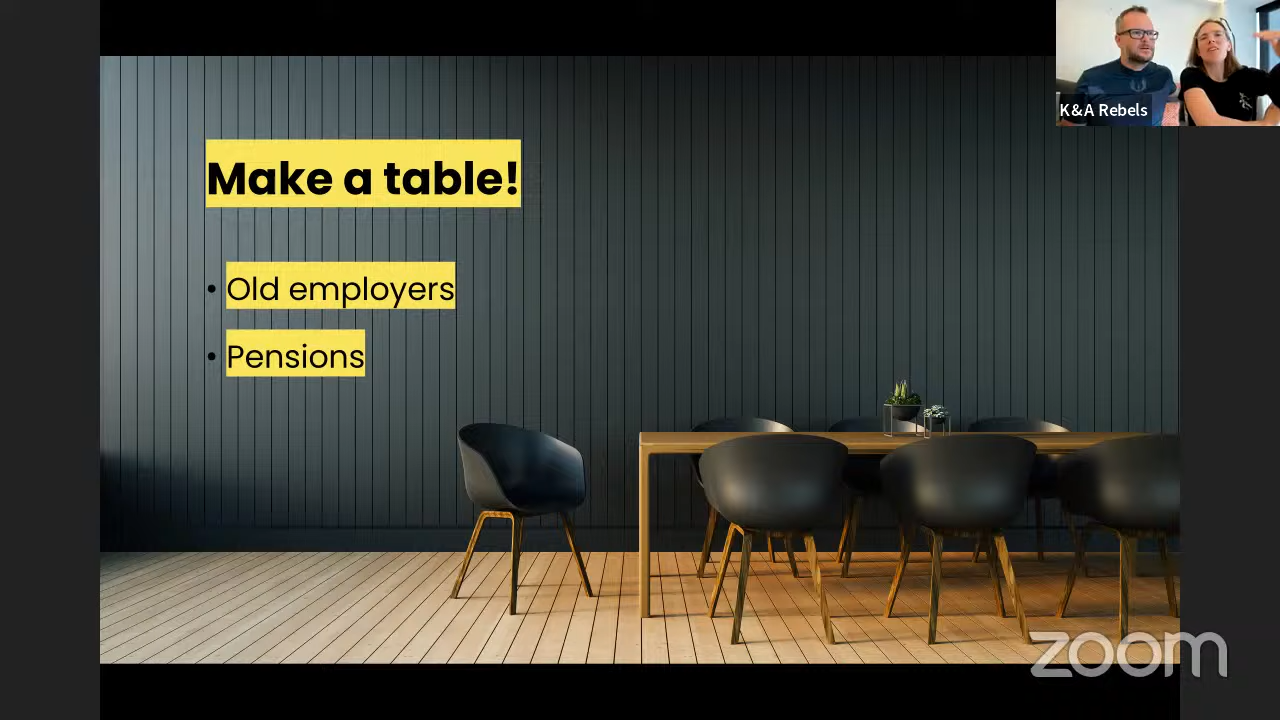 K&A Rebels
Make a table!
• Old employers
• Pensions
zoom